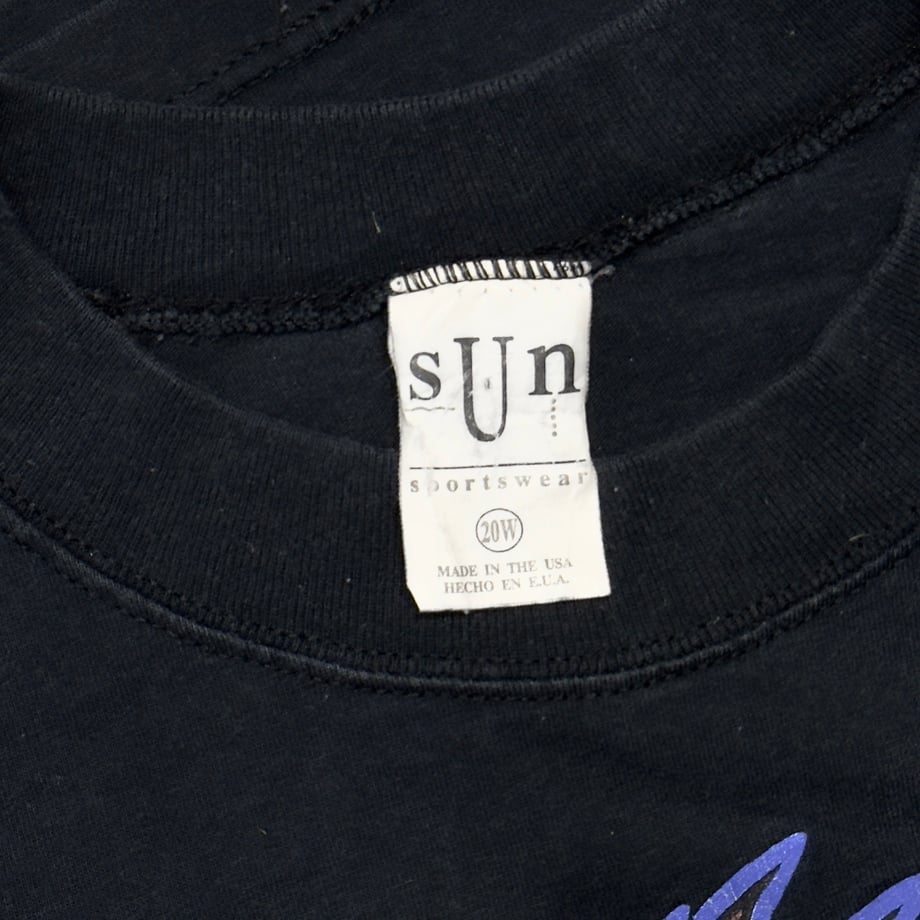 sUn
sportswear
20W
MADE IN THE USA
HECHO EN E.U.A.